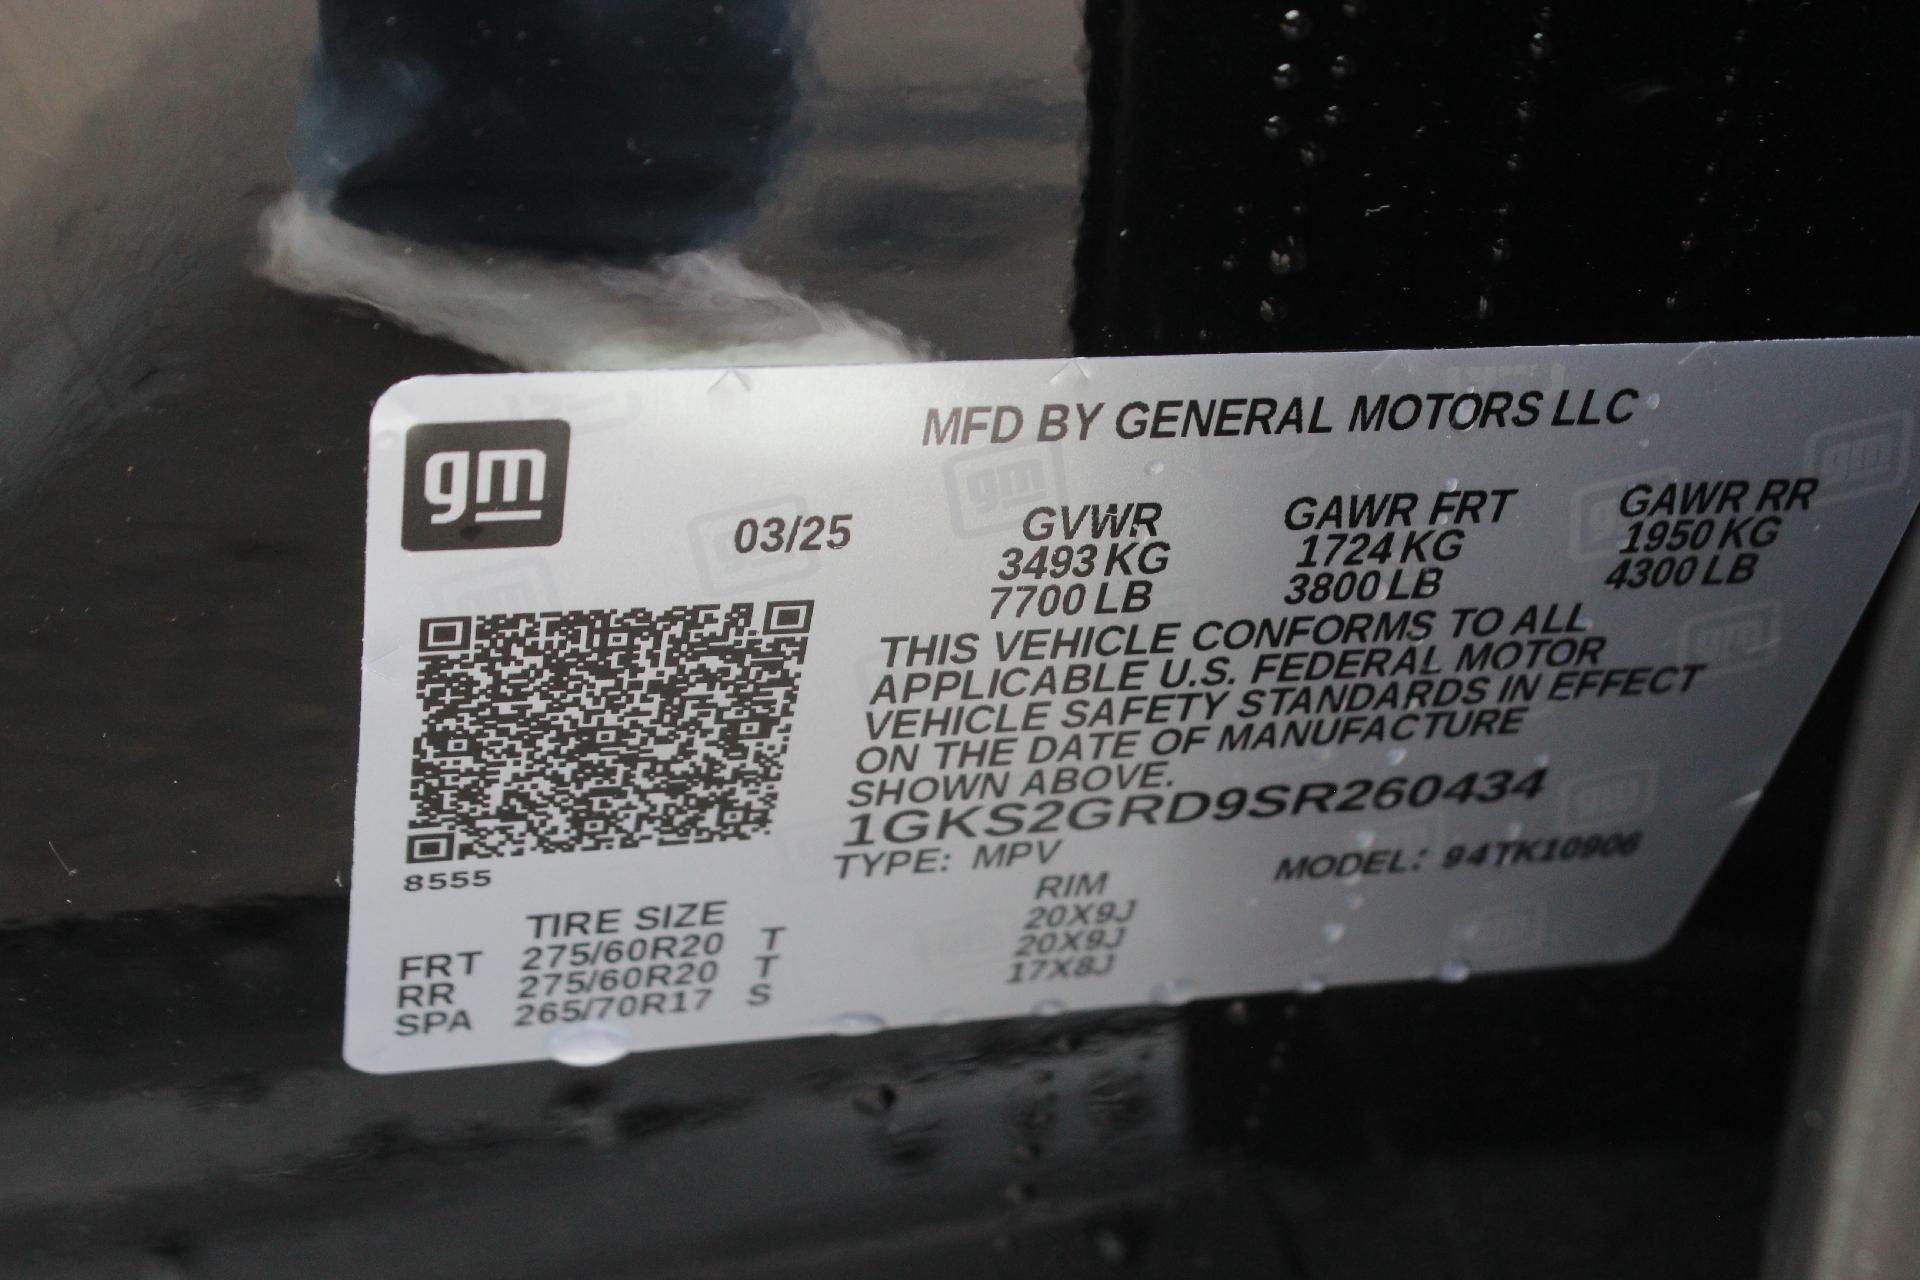 gm
MFD BY GENERAL MOTORS LLC
03/25
GVWR GAWR FRT GAWR RR
3493 KG 1724 KG 1950 KG
7700 LB 3800 LB 4300 LB
THIS VEHICLE CONFORMS TO ALL
APPLICABLE U.S. FEDERAL MOTOR
VEHICLE SAFETY STANDARDS IN EFFECT
ON THE DATE OF MANUFACTURE
SHOWN ABOVE.
1GKS2GRD9SR260434
TYPE: MPV MODEL: 94TK10906
8555
TIRE SIZE RIM
FRT 275/60R20 T 20X9J
RR 275/60R20 T 20X9J
SPA 265/70R17 S 17X8J